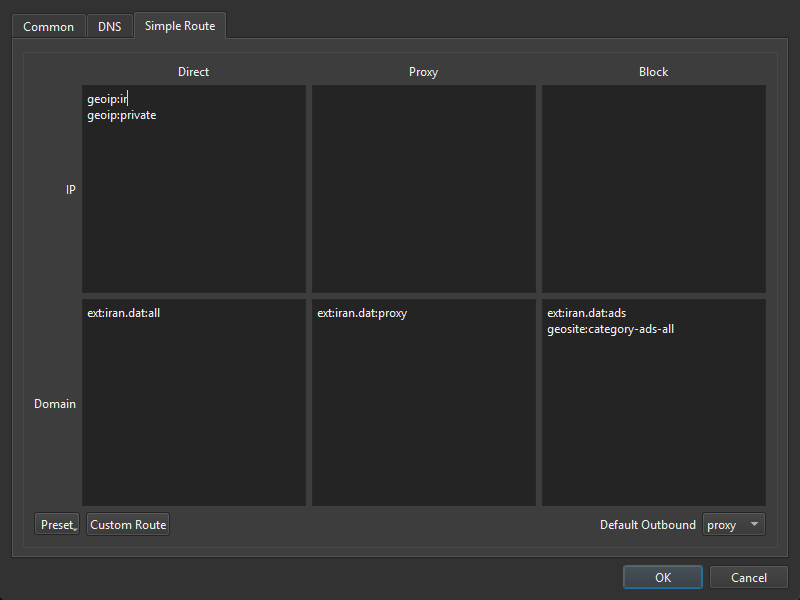 Common DNS Simple Route
Direct Proxy Block
geoip:ir
geoip:private
IP
ext:iran.dat:all ext:iran.dat:proxy ext:iran.dat:ads
geosite:category-ads-all
Domain
Preset Custom Route Default Outbound proxy
OK Cancel